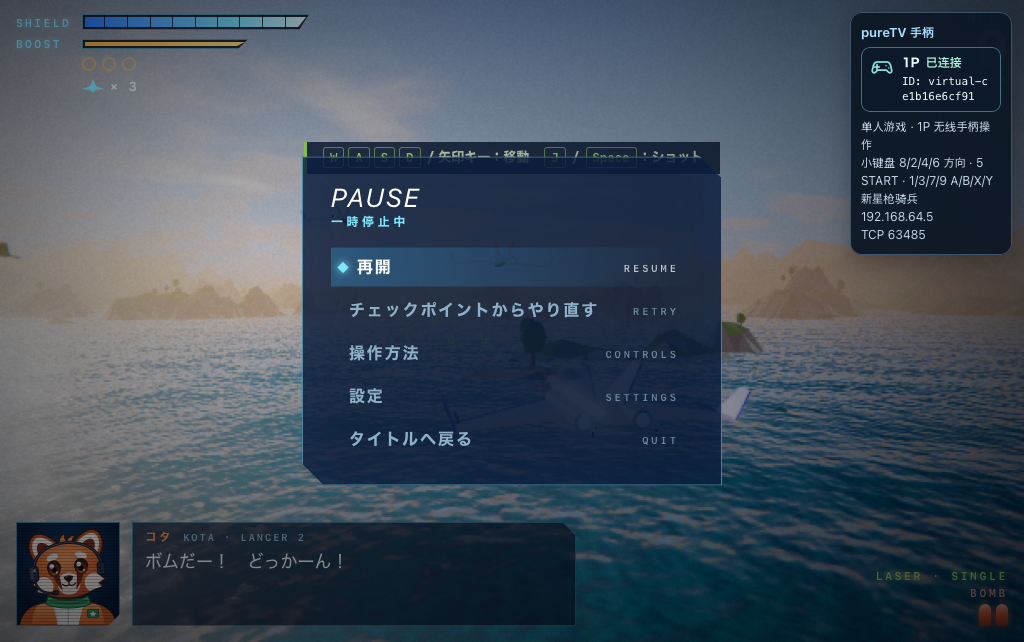 SHIELD
BOOST
× 3
pureTV 手柄
1P 已连接
ID: virtual-c
e1b16e6cf91
单人游戏 · 1P 无线手柄操
作
小键盘 8/2/4/6 方向 · 5
START · 1/3/7/9 A/B/X/Y
新星枪骑兵
192.168.64.5
TCP 63485
W A S D / 矢印キー：移動 J / Space：ショット
PAUSE
一時停止中
再開 RESUME
チェックポイントからやり直す RETRY
操作方法 CONTROLS
設定 SETTINGS
タイトルへ戻る QUIT
コタ KOTA · LANCER 2
ボムだー！　どっかーん！
LASER · SINGLE
BOMB